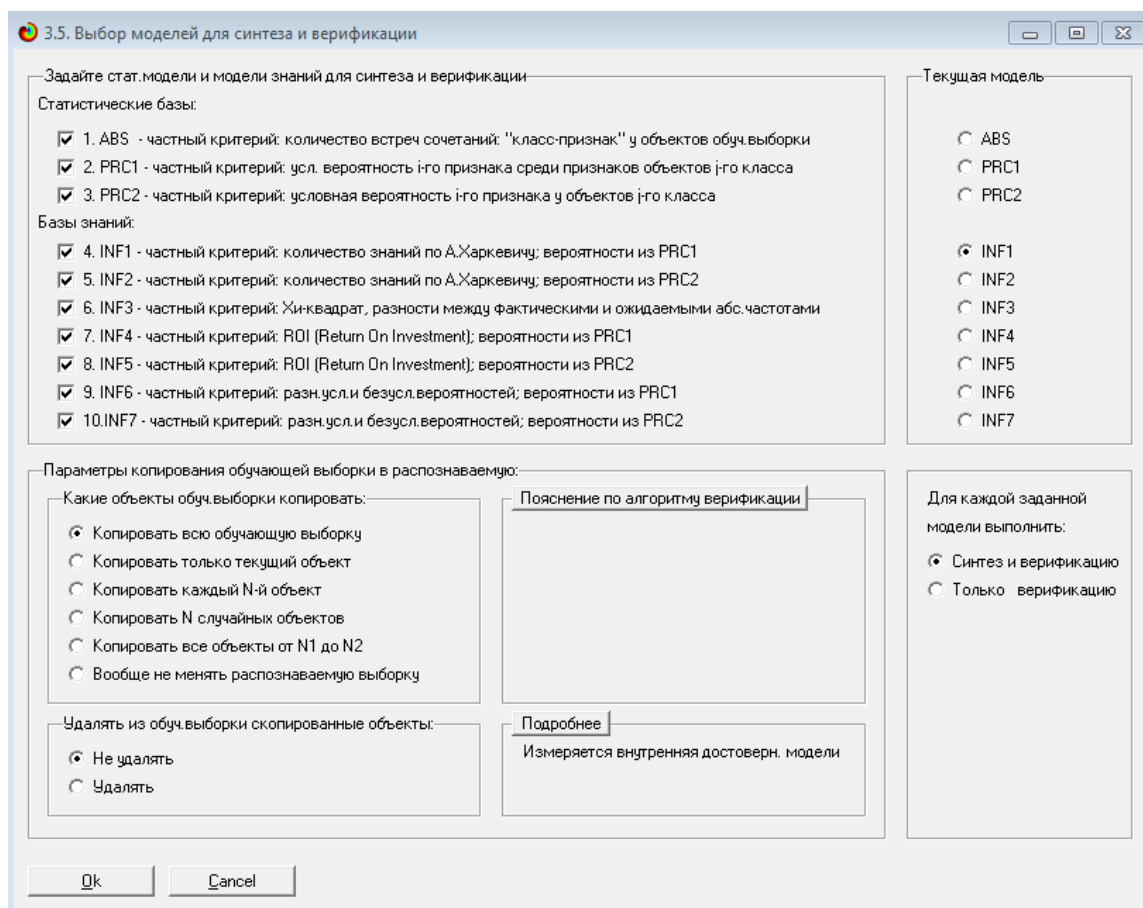 3.5. Выбор моделей для синтеза и верификации
Задайте стат.модели и модели знаний для синтеза и верификации
Статистические базы:
1. ABS - частный критерий: количество встреч сочетаний: "класс-признак" у объектов обуч.выборки
2. PRC1 - частный критерий: усл. вероятность i-го признака среди признаков объектов j-го класса
3. PRC2 - частный критерий: условная вероятность i-го признака у объектов j-го класса
Базы знаний:
4. INF1 - частный критерий: количество знаний по А.Харкевичу; вероятности из PRC1
5. INF2 - частный критерий: количество знаний по А.Харкевичу; вероятности из PRC2
6. INF3 - частный критерий: Хи-квадрат, разности между фактическими и ожидаемыми абс.частотами
7. INF4 - частный критерий: ROI (Return On Investment); вероятности из PRC1
8. INF5 - частный критерий: ROI (Return On Investment); вероятности из PRC2
9. INF6 - частный критерий: разн.усл.и безусл.вероятностей; вероятности из PRC1
10.INF7 - частный критерий: разн.усл.и безусл.вероятностей; вероятности из PRC2
Текущая модель
ABS
PRC1
PRC2
INF1
INF2
INF3
INF4
INF5
INF6
INF7
Параметры копирования обучающей выборки в распознаваемую:
Какие объекты обуч.выборки копировать:
Копировать всю обучающую выборку
Копировать только текущий объект
Копировать каждый N-й объект
Копировать N случайных объектов
Копировать все объекты от N1 до N2
Вообще не менять распознаваемую выборку
Пояснение по алгоритму верификации
Удалять из обуч.выборки скопированные объекты:
Не удалять
Удалять
Подробнее
Измеряется внутренняя достоверн. модели
Для каждой заданной
модели выполнить:
Синтез и верификацию
Только верификацию
Ok
Cancel